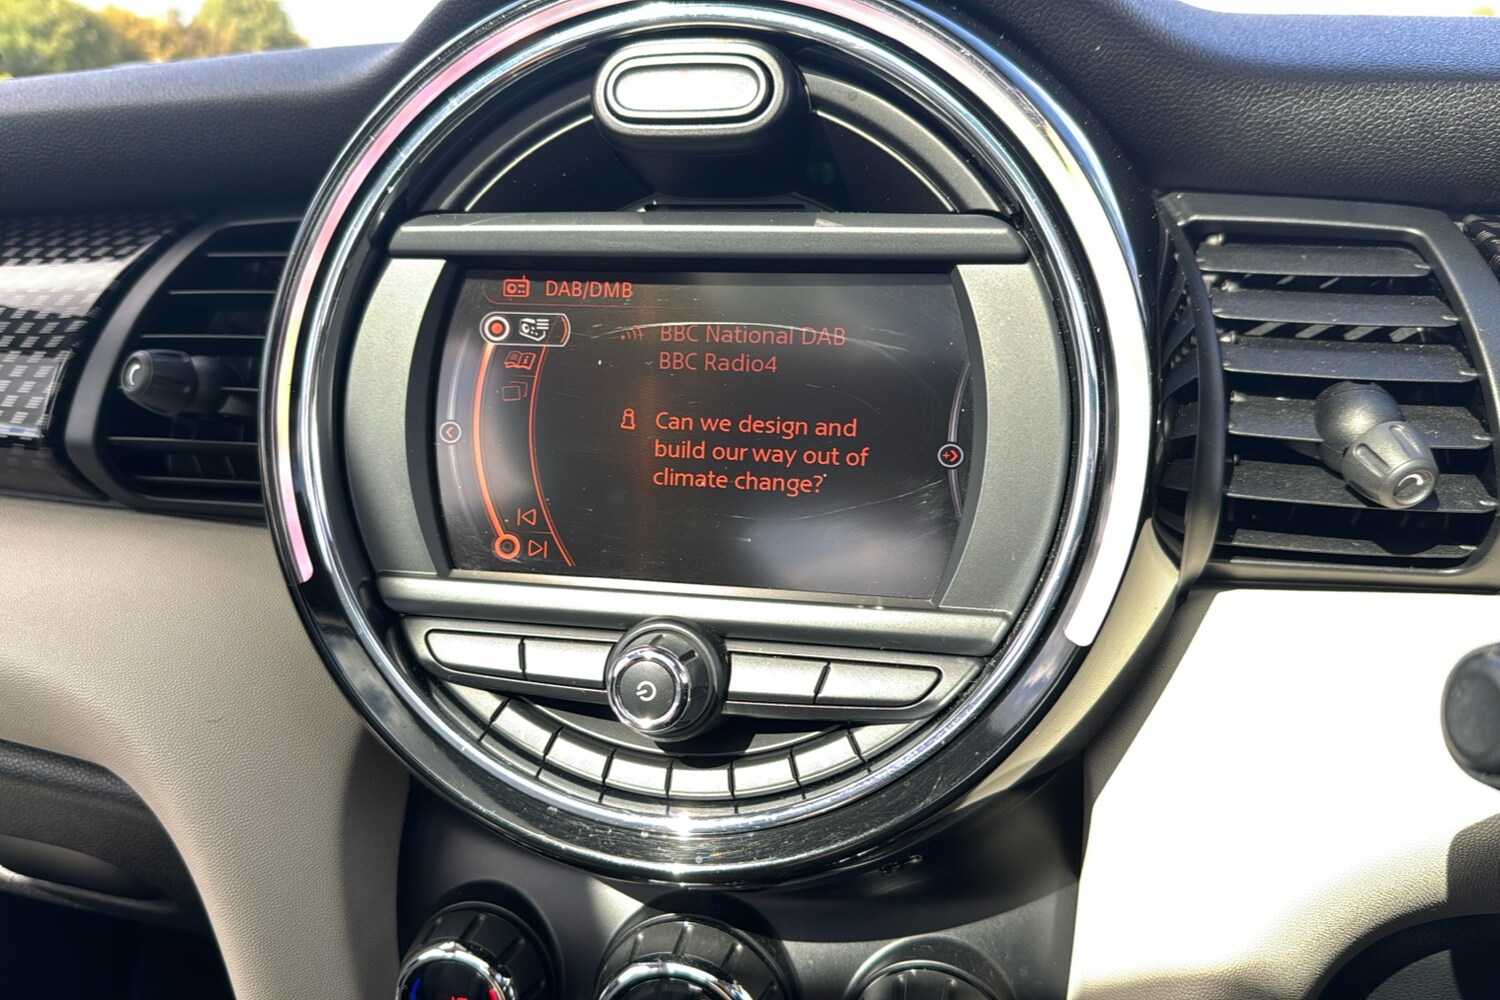 DAB/DMB
BBC National DAB
BBC Radio4
Can we design and
build our way out of
climate change?